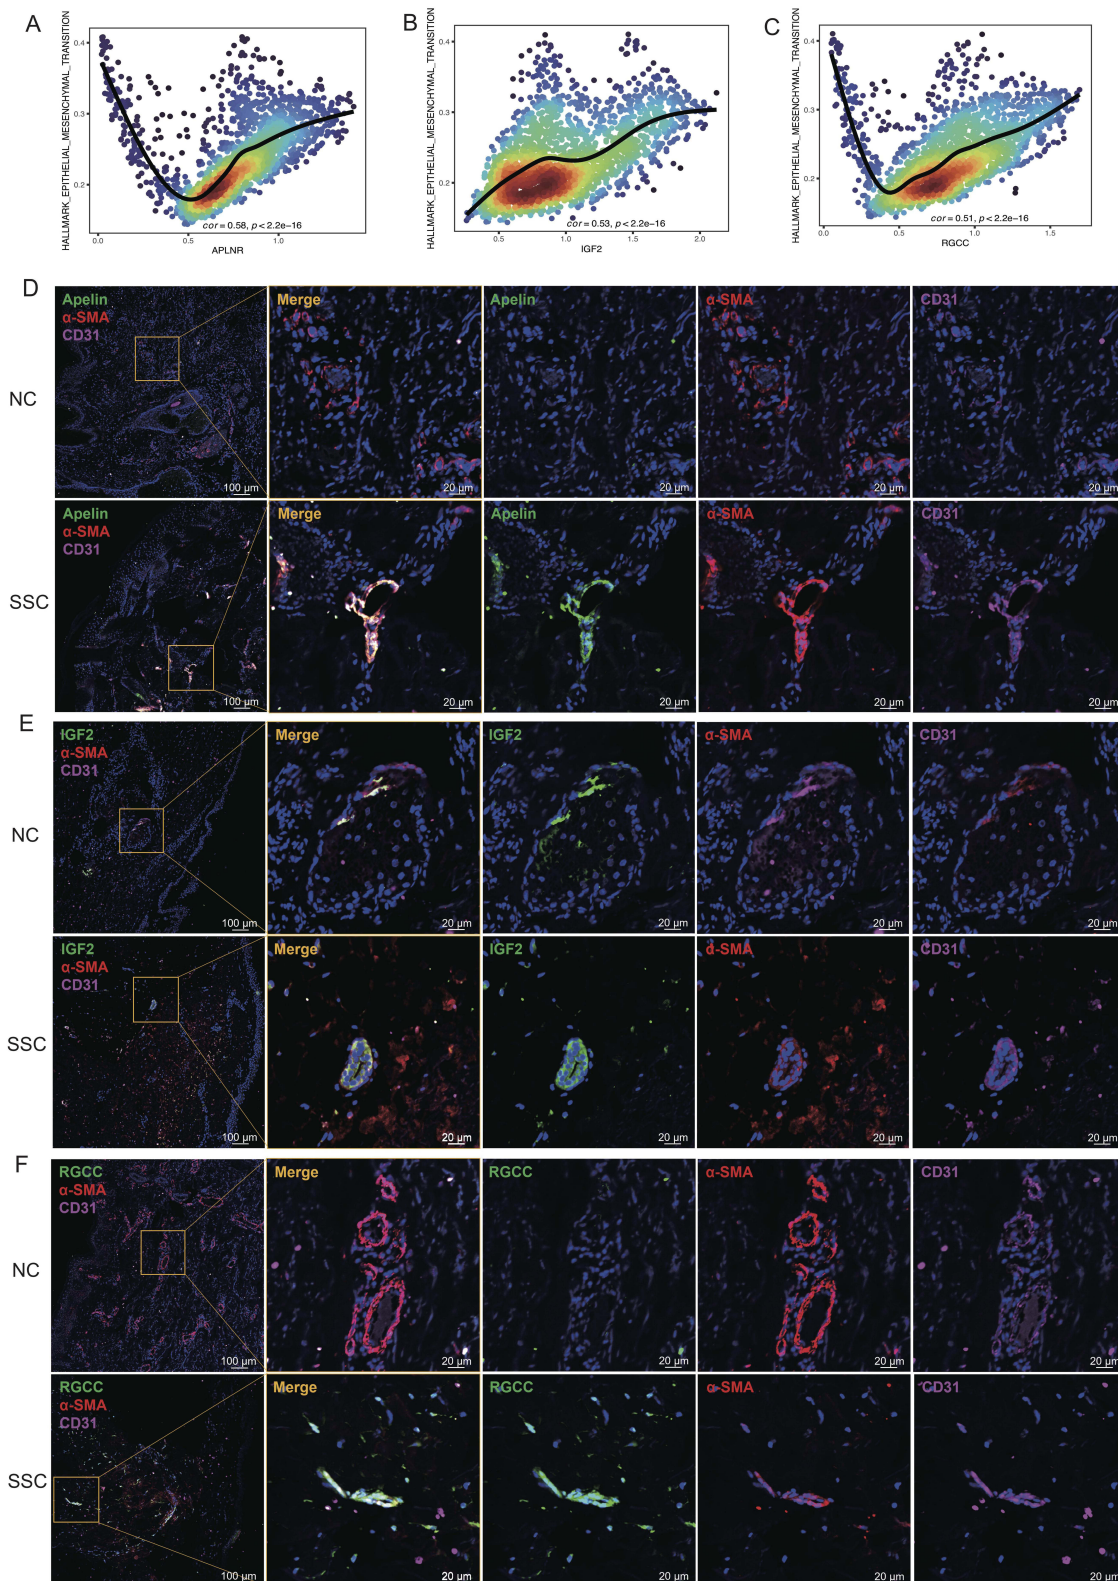 A
B
C
HALLMARK_EPITHELIAL_MESENCHYMAL_TRANSITION
0.4
0.3
0.2
cor = 0.58, p < 2.2e−16
0.0
0.5
1.0
APLNR
HALLMARK_EPITHELIAL_MESENCHYMAL_TRANSITION
0.4
0.3
0.2
cor = 0.53, p < 2.2e−16
0.5
1.0
1.5
2.0
IGF2
HALLMARK_EPITHELIAL_MESENCHYMAL_TRANSITION
0.4
0.3
0.2
cor = 0.51, p < 2.2e−16
0.0
0.5
1.0
1.5
RGCC
D
NC
Apelin
α-SMA
CD31
100 µm
Merge
20 µm
Apelin
20 µm
α-SMA
20 µm
CD31
20 µm
SSC
Apelin
α-SMA
CD31
100 µm
Merge
20 µm
Apelin
20 µm
α-SMA
20 µm
CD31
20 µm
E
NC
IGF2
α-SMA
CD31
100 µm
Merge
20 µm
IGF2
20 µm
α-SMA
20 µm
CD31
20 µm
SSC
IGF2
α-SMA
CD31
100 µm
Merge
20 µm
IGF2
20 µm
α-SMA
20 µm
CD31
20 µm
F
NC
RGCC
α-SMA
CD31
100 µm
Merge
20 µm
RGCC
20 µm
α-SMA
20 µm
CD31
20 µm
SSC
RGCC
α-SMA
CD31
100 µm
Merge
20 µm
RGCC
20 µm
α-SMA
20 µm
CD31
20 µm